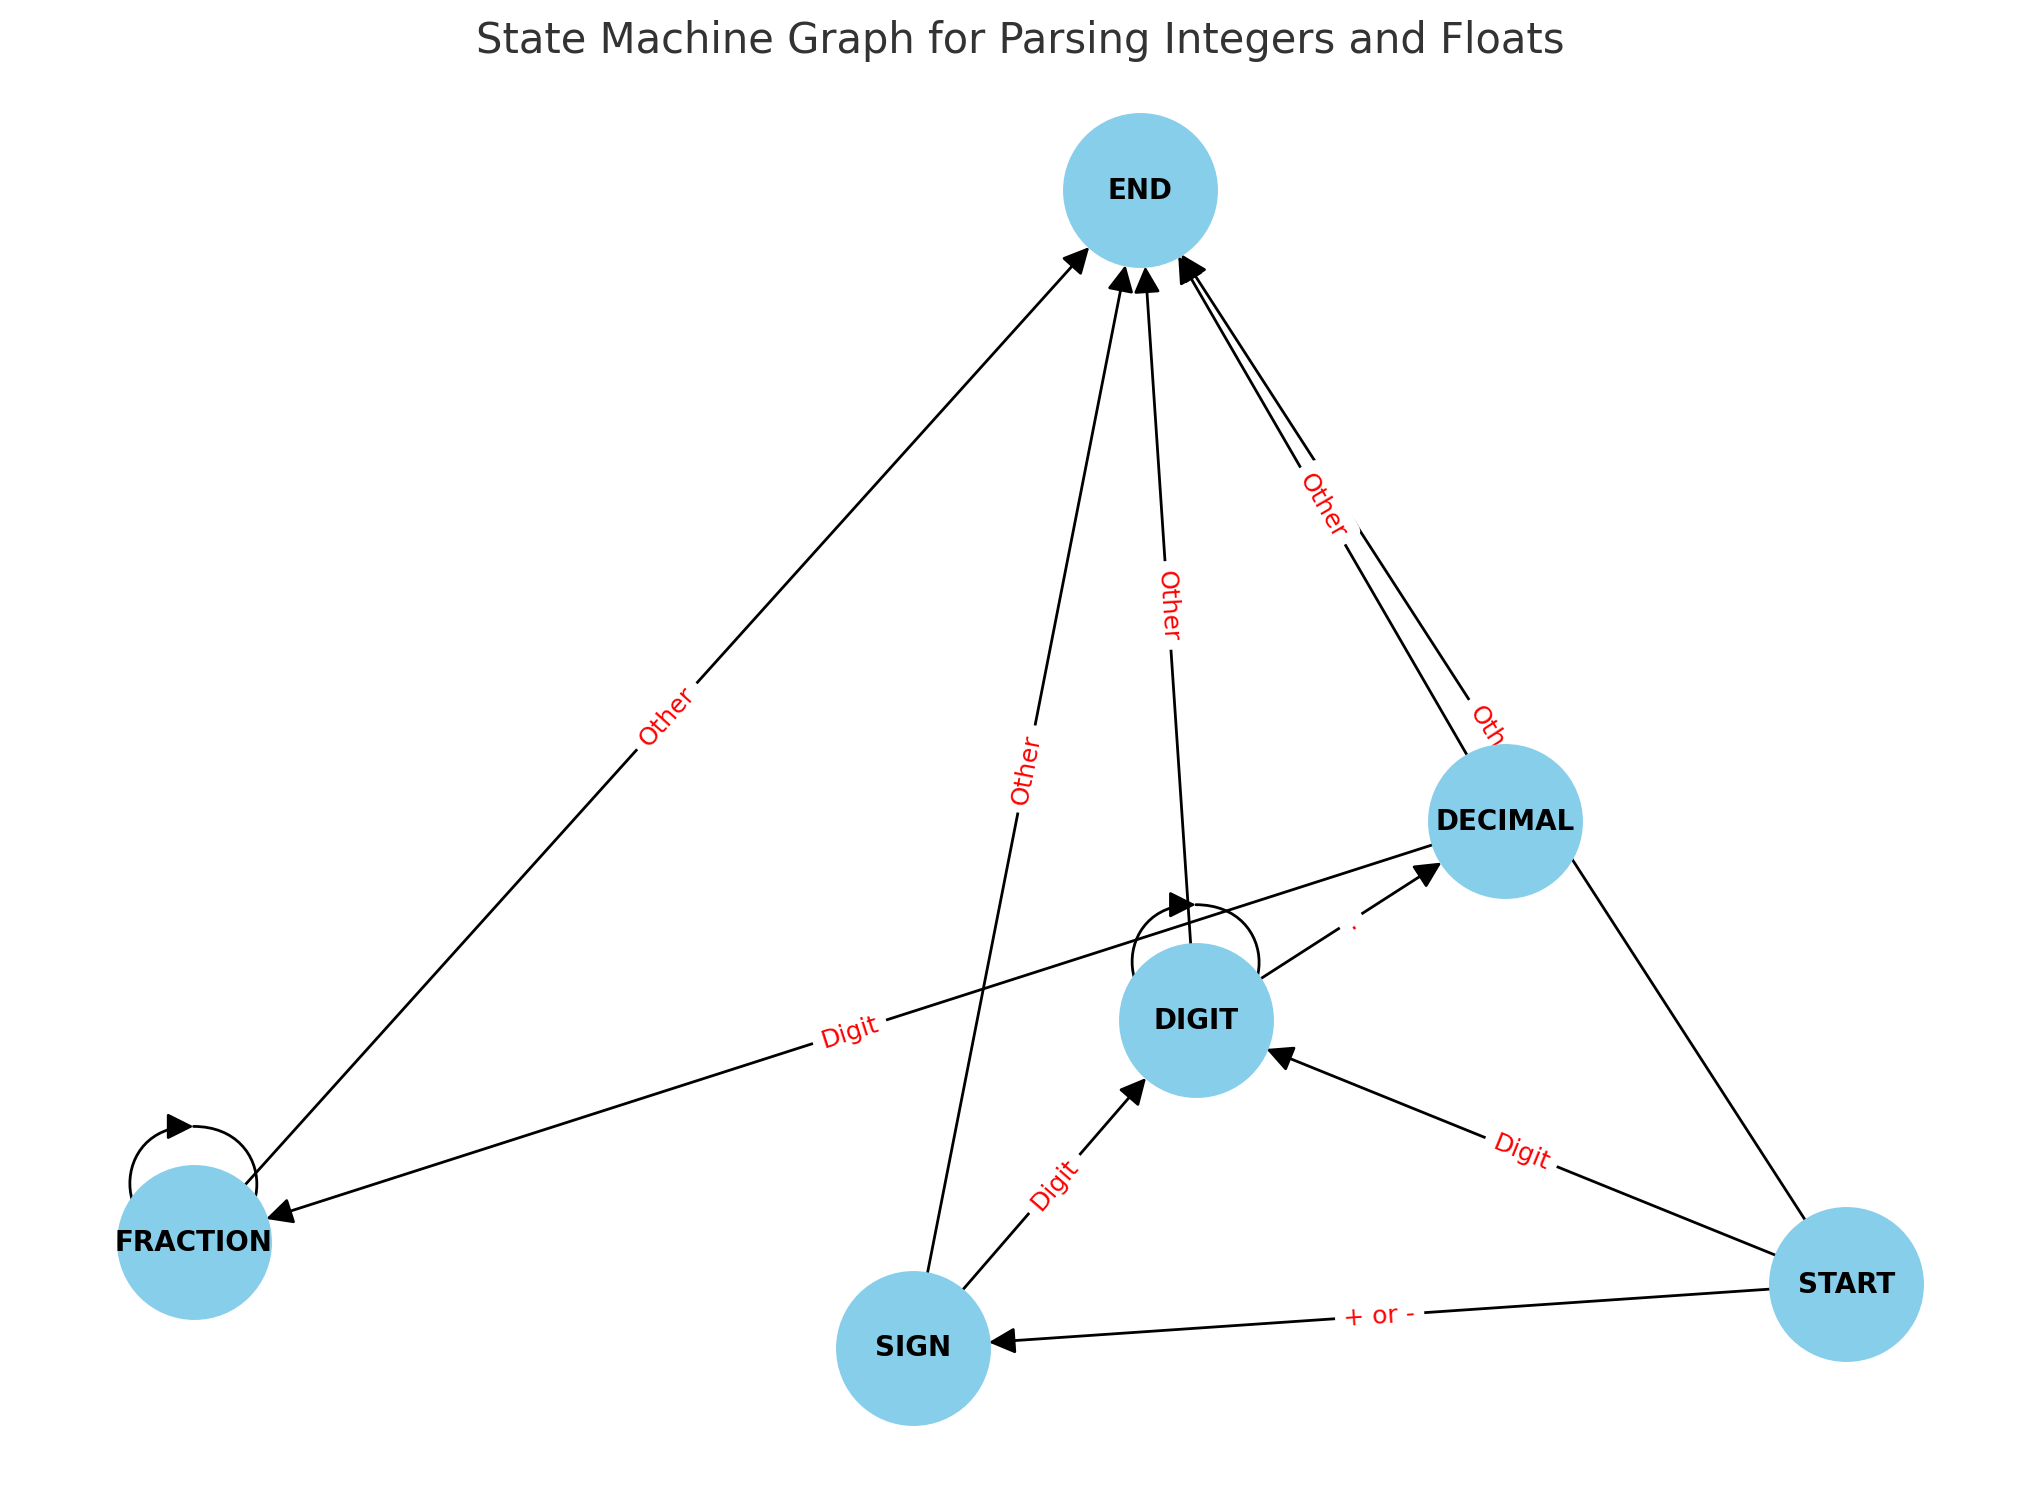 State Machine Graph for Parsing Integers and Floats
END
Other
Other
Other
Oth
Other
Other
DECIMAL
.
DIGIT
Digit
Digit
Digit
FRACTION
START
+ or -
SIGN